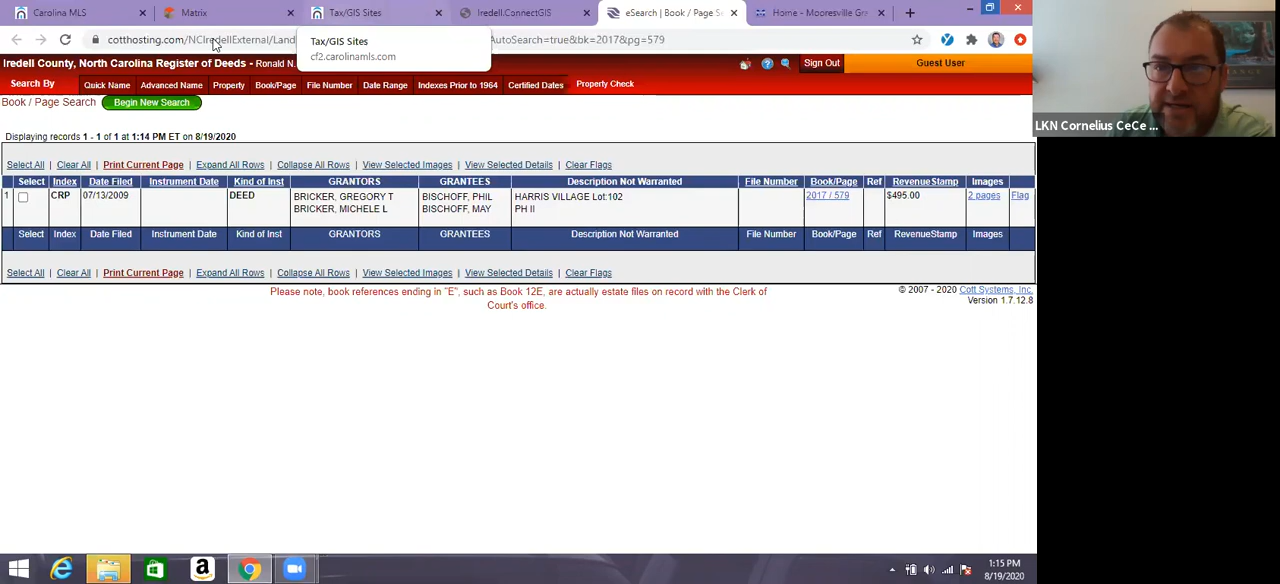 Carolina MLS
Matrix
Tax/GIS Sites
Iredell.ConnectGIS
eSearch | Book / Page S
Home - Mooresville Gra
cotthosting.com/NCIredellExternal/Land
AutoSearch=true&bk=2017&pg=579
Tax/GIS Sites
cf2.carolinamls.com
Iredell County, North Carolina Register of Deeds - Ronald N.
Sign Out
Guest User
Search By
Quick Name
Advanced Name
Property
Book/Page
File Number
Date Range
Indexes Prior to 1964
Certified Dates
Property Check
Book / Page Search
Begin New Search
Displaying records 1 - 1 of 1 at 1:14 PM ET on 8/19/2020
Select All | Clear All | Print Current Page | Expand All Rows | Collapse All Rows | View Selected Images | View Selected Details | Clear Flags
Select Index Date Filed Instrument Date Kind of Inst GRANTORS GRANTEES Description Not Warranted File Number Book/Page Ref RevenueStamp Images
1 CRP 07/13/2009 DEED BRICKER, GREGORY T BISCHOFF, PHIL HARRIS VILLAGE Lot:102 2017 / 579 $495.00 2 pages Flag
BRICKER, MICHELE L BISCHOFF, MAY PH II
Select Index Date Filed Instrument Date Kind of Inst GRANTORS GRANTEES Description Not Warranted File Number Book/Page Ref RevenueStamp Images
Select All | Clear All | Print Current Page | Expand All Rows | Collapse All Rows | View Selected Images | View Selected Details | Clear Flags
Please note, book references ending in "E", such as Book 12E, are actually estate files on record with the Clerk of
Court's office.
© 2007 - 2020 Cott Systems, Inc.
Version 1.7.12.8
LKN Cornelius CeCe ...
1:15 PM
8/19/2020